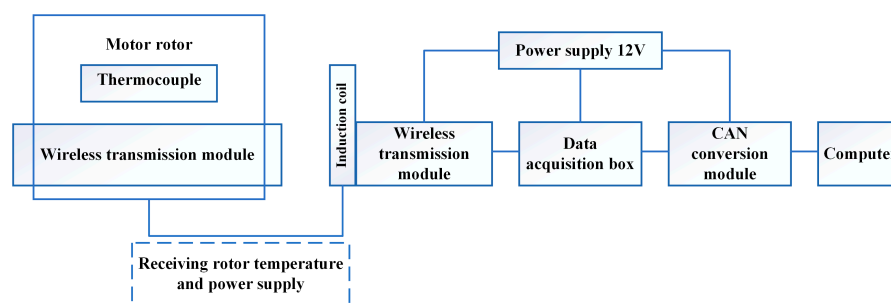 Motor rotor
Thermocouple
Wireless transmission module
Induction coil
Power supply 12V
Wireless
transmission
module
Data
acquisition box
CAN
conversion
module
Compute
Receiving rotor temperature
and power supply